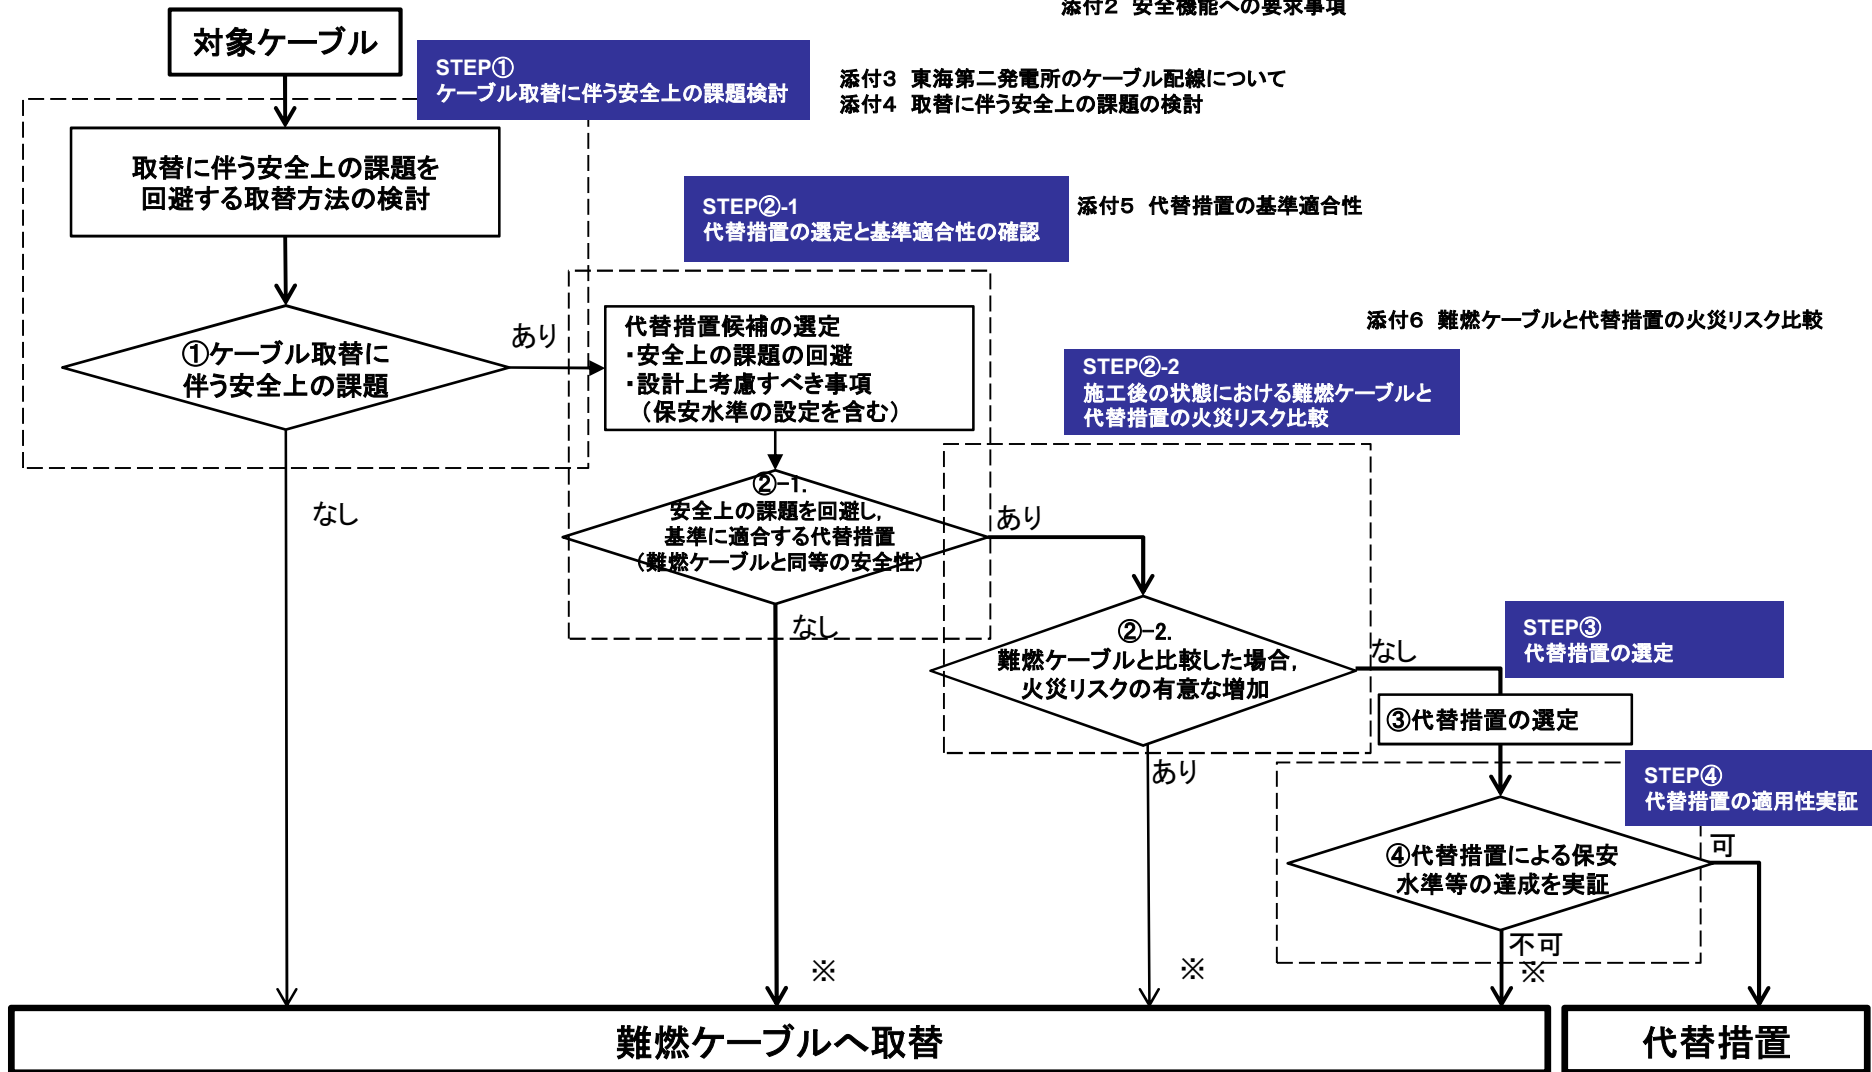 添付2 安全機能への要求事項
対象ケーブル
STEP①
ケーブル取替に伴う安全上の課題検討
添付3 東海第二発電所のケーブル配線について
添付4 取替に伴う安全上の課題の検討
取替に伴う安全上の課題を
回避する取替方法の検討
STEP②-1
代替措置の選定と基準適合性の確認
添付5 代替措置の基準適合性
①ケーブル取替に
伴う安全上の課題
あり
なし
代替措置候補の選定
・安全上の課題の回避
・設計上考慮すべき事項
（保安水準の設定を含む）
添付6 難燃ケーブルと代替措置の火災リスク比較
STEP②-2
施工後の状態における難燃ケーブルと
代替措置の火災リスク比較
②-1.
安全上の課題を回避し,
基準に適合する代替措置
（難燃ケーブルと同等の安全性）
あり
なし
②-2.
難燃ケーブルと比較した場合,
火災リスクの有意な増加
なし
あり
STEP③
代替措置の選定
③代替措置の選定
STEP④
代替措置の適用性実証
④代替措置による保安
水準等の達成を実証
可
不可
※
※
※
難燃ケーブルへ取替
代替措置